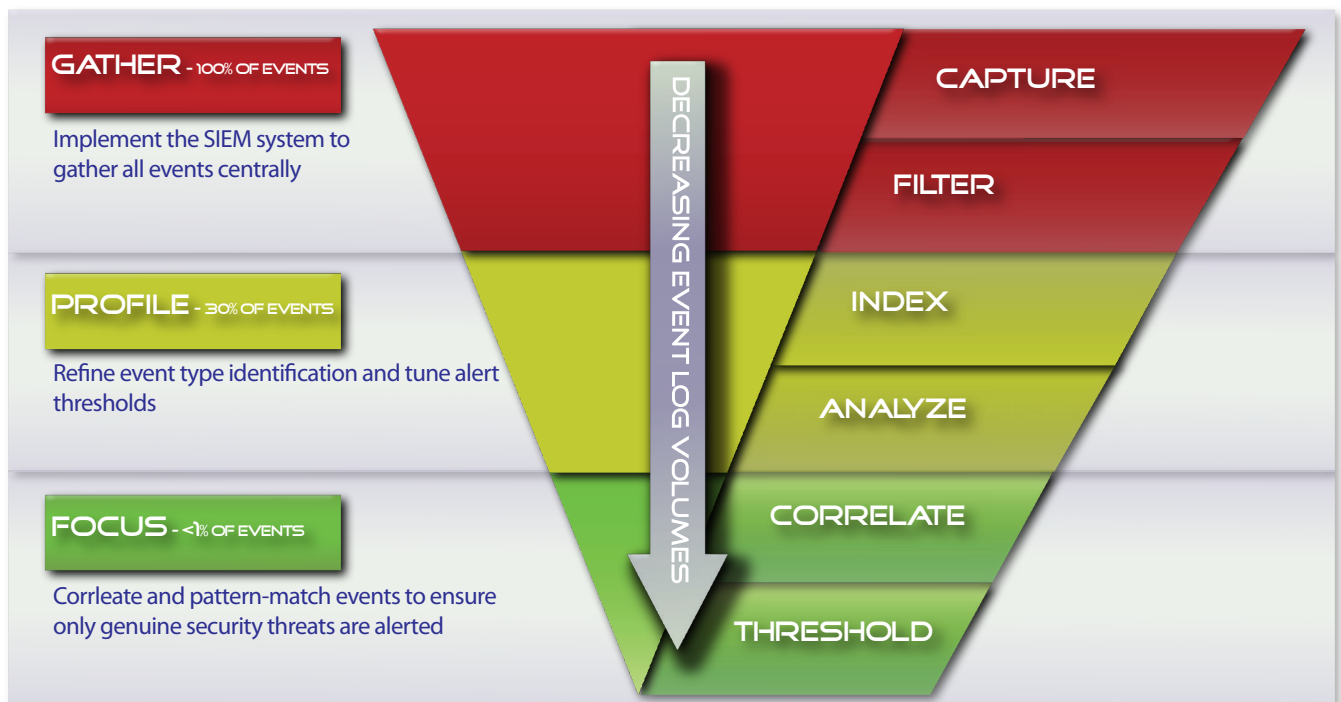 GATHER - 100% OF EVENTS
Implement the SIEM system to
gather all events centrally
PROFILE - 30% OF EVENTS
Refine event type identification and tune alert
thresholds
FOCUS - <1% OF EVENTS
Corrleate and pattern-match events to ensure
only genuine security threats are alerted
DECREASING EVENT LOG VOLUMES
CAPTURE
FILTER
INDEX
ANALYZE
CORRELATE
THRESHOLD